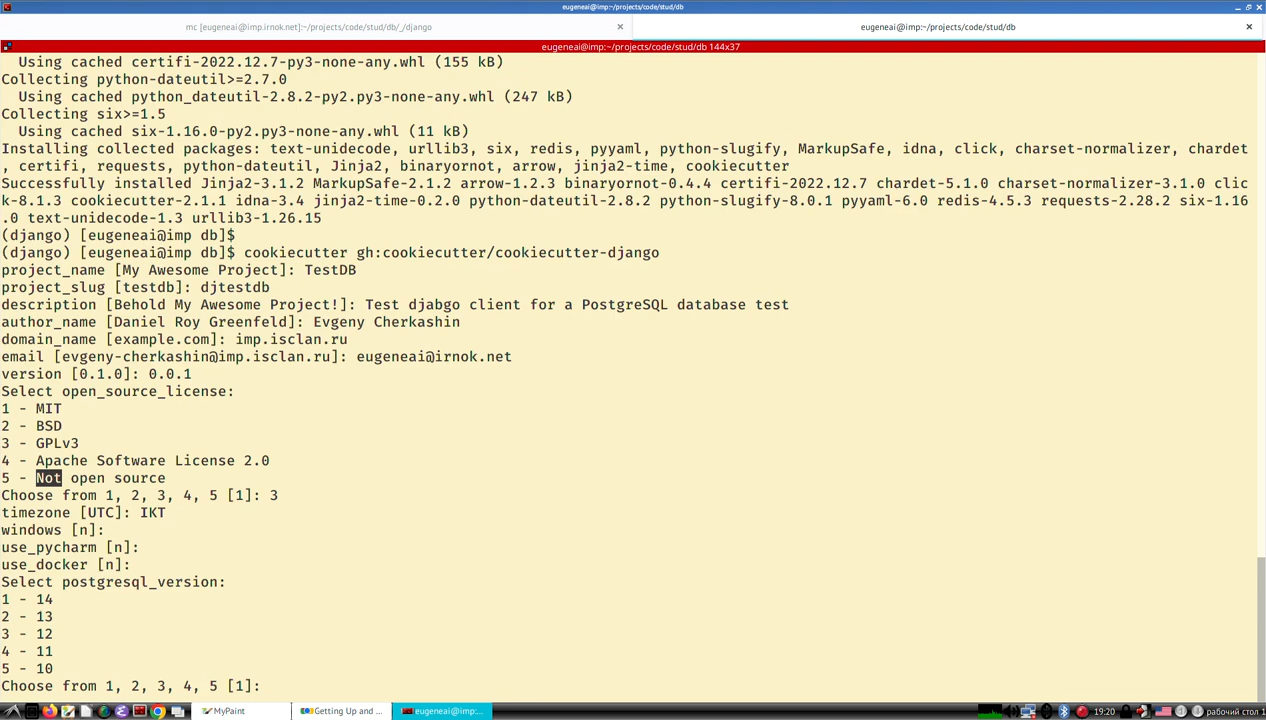 eugeneai@imp:~/projects/code/stud/db
mc [eugeneai@imp.irnok.net]:~/projects/code/stud/db/_/django
eugeneai@imp:~/projects/code/stud/db
eugeneai@imp:~/projects/code/stud/db 144x37
  Using cached certifi-2022.12.7-py3-none-any.whl (155 kB)
Collecting python-dateutil>=2.7.0
  Using cached python_dateutil-2.8.2-py2.py3-none-any.whl (247 kB)
Collecting six>=1.5
  Using cached six-1.16.0-py2.py3-none-any.whl (11 kB)
Installing collected packages: text-unidecode, urllib3, six, redis, pyyaml, python-slugify, MarkupSafe, idna, click, charset-normalizer, chardet
, certifi, requests, python-dateutil, Jinja2, binaryornot, arrow, jinja2-time, cookiecutter
Successfully installed Jinja2-3.1.2 MarkupSafe-2.1.2 arrow-1.2.3 binaryornot-0.4.4 certifi-2022.12.7 chardet-5.1.0 charset-normalizer-3.1.0 clic
k-8.1.3 cookiecutter-2.1.1 idna-3.4 jinja2-time-0.2.0 python-dateutil-2.8.2 python-slugify-8.0.1 pyyaml-6.0 redis-4.5.3 requests-2.28.2 six-1.16
.0 text-unidecode-1.3 urllib3-1.26.15
(django) [eugeneai@imp db]$
(django) [eugeneai@imp db]$ cookiecutter gh:cookiecutter/cookiecutter-django
project_name [My Awesome Project]: TestDB
project_slug [testdb]: djtestdb
description [Behold My Awesome Project!]: Test djabgo client for a PostgreSQL database test
author_name [Daniel Roy Greenfeld]: Evgeny Cherkashin
domain_name [example.com]: imp.isclan.ru
email [evgeny-cherkashin@imp.isclan.ru]: eugeneai@irnok.net
version [0.1.0]: 0.0.1
Select open_source_license:
1 - MIT
2 - BSD
3 - GPLv3
4 - Apache Software License 2.0
5 - Not open source
Choose from 1, 2, 3, 4, 5 [1]: 3
timezone [UTC]: IKT
windows [n]:
use_pycharm [n]:
use_docker [n]:
Select postgresql_version:
1 - 14
2 - 13
3 - 12
4 - 11
5 - 10
Choose from 1, 2, 3, 4, 5 [1]:
MyPaint
Getting Up and ...
eugeneai@imp:...
19:20
рабочий стол 1